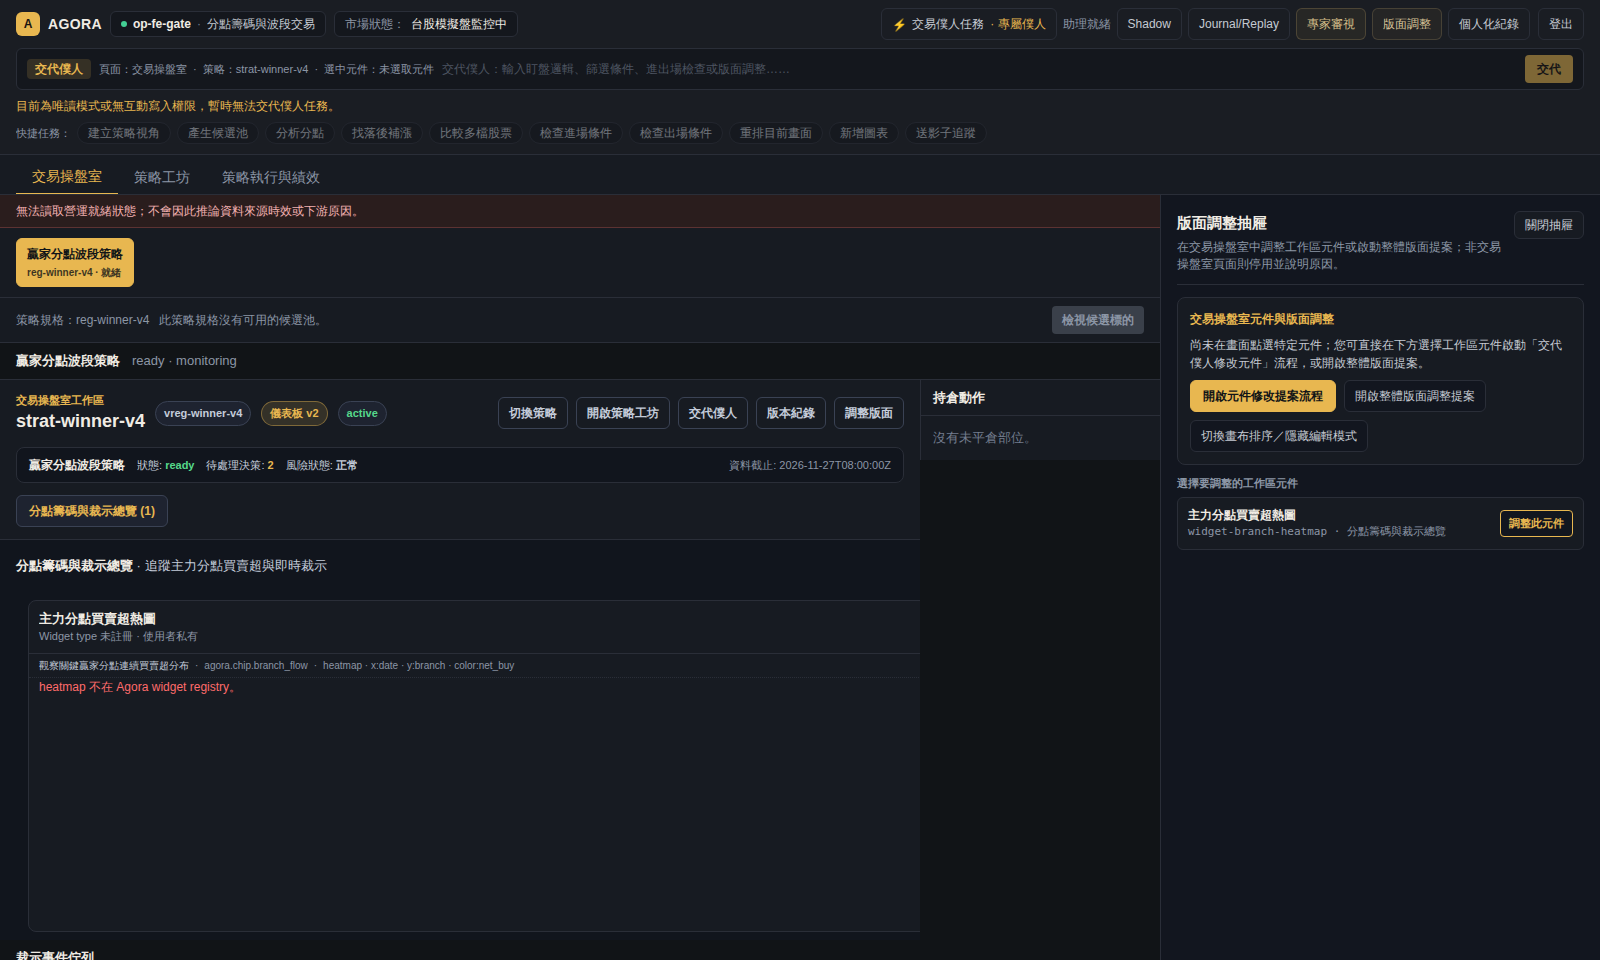 A AGORA op-fe-gate · 分點籌碼與波段交易 市場狀態： 台股模擬盤監控中 ⚡ 交易僕人任務 · 專屬僕人 助理就緒 Shadow Journal/Replay 專家審視 版面調整 個人化紀錄 登出
交代僕人 頁面：交易操盤室 · 策略：strat-winner-v4 · 選中元件：未選取元件 交代僕人：輸入盯盤邏輯、篩選條件、進出場檢查或版面調整…… 交代
目前為唯讀模式或無互動寫入權限，暫時無法交代僕人任務。
快捷任務： 建立策略視角 產生候選池 分析分點 找落後補漲 比較多檔股票 檢查進場條件 檢查出場條件 重排目前畫面 新增圖表 送影子追蹤
交易操盤室 策略工坊 策略執行與績效
無法讀取營運就緒狀態；不會因此推論資料來源時效或下游原因。
贏家分點波段策略
reg-winner-v4 · 就緒
策略規格：reg-winner-v4 此策略規格沒有可用的候選池。 檢視候選標的
贏家分點波段策略 ready · monitoring
交易操盤室工作區
strat-winner-v4 vreg-winner-v4 儀表板 v2 active 切換策略 開啟策略工坊 交代僕人 版本紀錄 調整版面
贏家分點波段策略 狀態: ready 待處理決策: 2 風險狀態: 正常 資料截止: 2026-11-27T08:00:00Z
分點籌碼與裁示總覽 (1)
分點籌碼與裁示總覽 · 追蹤主力分點買賣超與即時裁示
主力分點買賣超熱圖
Widget type 未註冊 · 使用者私有
觀察關鍵贏家分點連續買賣超分布 · agora.chip.branch_flow · heatmap · x:date · y:branch · color:net_buy
heatmap 不在 Agora widget registry。
裁示事件佇列
持倉動作
沒有未平倉部位。
版面調整抽屜 關閉抽屜
在交易操盤室中調整工作區元件或啟動整體版面提案；非交易
操盤室頁面則停用並說明原因。
交易操盤室元件與版面調整
尚未在畫面點選特定元件；您可直接在下方選擇工作區元件啟動「交代
僕人修改元件」流程，或開啟整體版面提案。
開啟元件修改提案流程 開啟整體版面調整提案
切換畫布排序／隱藏編輯模式
選擇要調整的工作區元件
主力分點買賣超熱圖
widget-branch-heatmap · 分點籌碼與裁示總覽 調整此元件